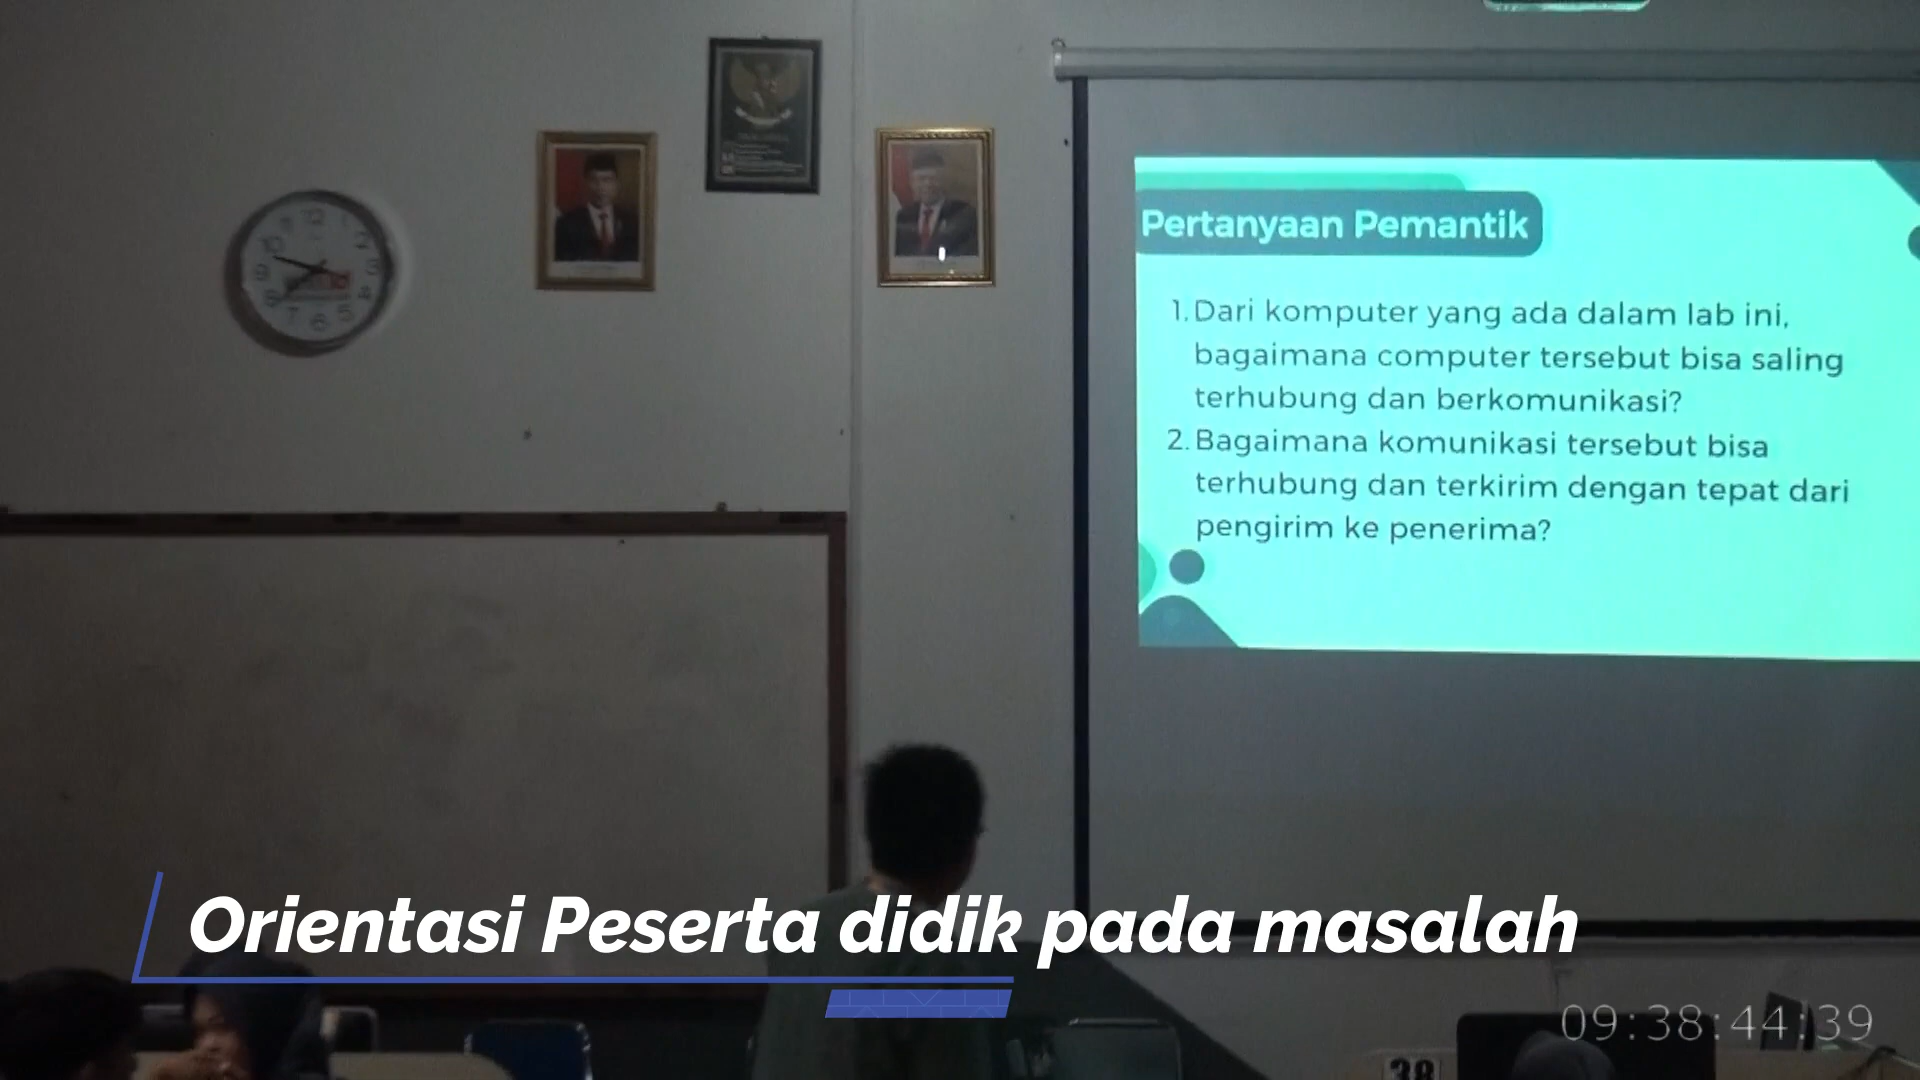 Pertanyaan Pemantik
1. Dari komputer yang ada dalam lab ini,
bagaimana computer tersebut bisa saling
terhubung dan berkomunikasi?
2. Bagaimana komunikasi tersebut bisa
terhubung dan terkirim dengan tepat dari
pengirim ke penerima?
Orientasi Peserta didik pada masalah
09:38:44:39
38